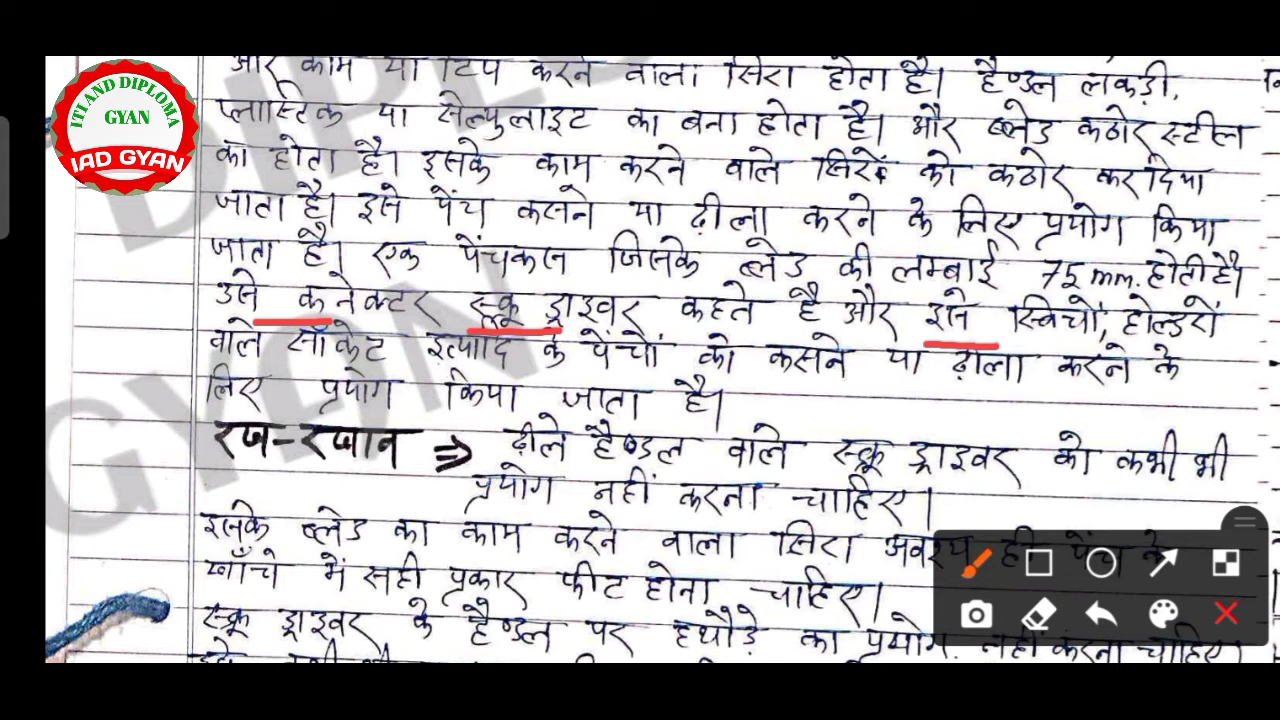 ITI AND DIPLOMA
GYAN
IAD GYAN
और काम या टिप करने वाला सिरा होता है। हैण्डल लकड़ी,
प्लास्टिक या सेल्युलाइट का बना होता है। और ब्लेड कठोर स्टील
का होता है। इसके काम करने वाले सिरे को कठोर कर दिया
जाता है। इसे पेंच कसने या ढ़ीला करने के लिए प्रयोग किया
जाता है। एक पेंचकस जिसके ब्लेड की लम्बाई 75 mm. होती है।
उसे कनेक्टर स्क्रू ड्राइवर कहते है और इसे स्विचों, होल्डरों
वाले सॉकेट इत्यादि के पेंचों को कसने या ढ़ीला करने के
लिए प्रयोग किया जाता है।
रख-रखाव ⇒ ढ़ीले हैण्डल वाले स्क्रू ड्राइवर को कभी भी
प्रयोग नहीं करना चाहिए।
इसके ब्लेड का काम करने वाला सिरा अवश्य ही पेंच के
खाँचे में सही प्रकार फीट होना चाहिए।
स्क्रू ड्राइवर के हैण्डल पर हथौड़े का प्रयोग नहीं करना चाहिए।